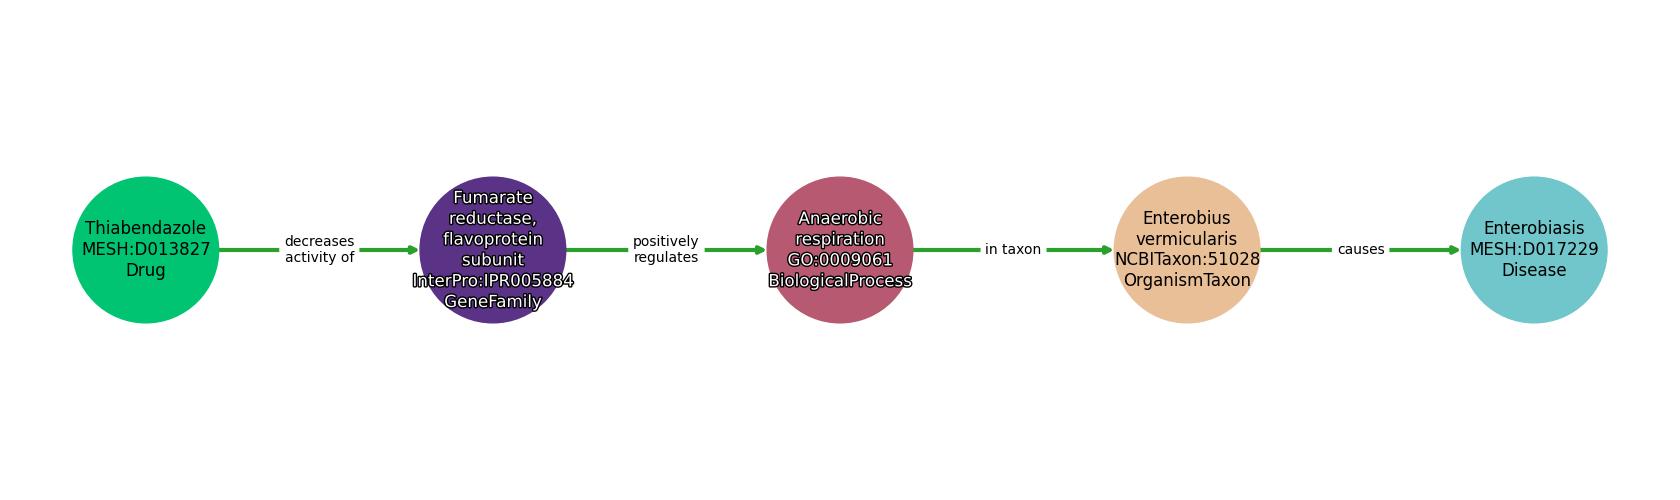 Thiabendazole
MESH:D013827
Drug
decreases
activity of
Fumarate
reductase,
flavoprotein
subunit
InterPro:IPR005884
GeneFamily
positively
regulates
Anaerobic
respiration
GO:0009061
BiologicalProcess
in taxon
Enterobius
vermicularis
NCBITaxon:51028
OrganismTaxon
causes
Enterobiasis
MESH:D017229
Disease